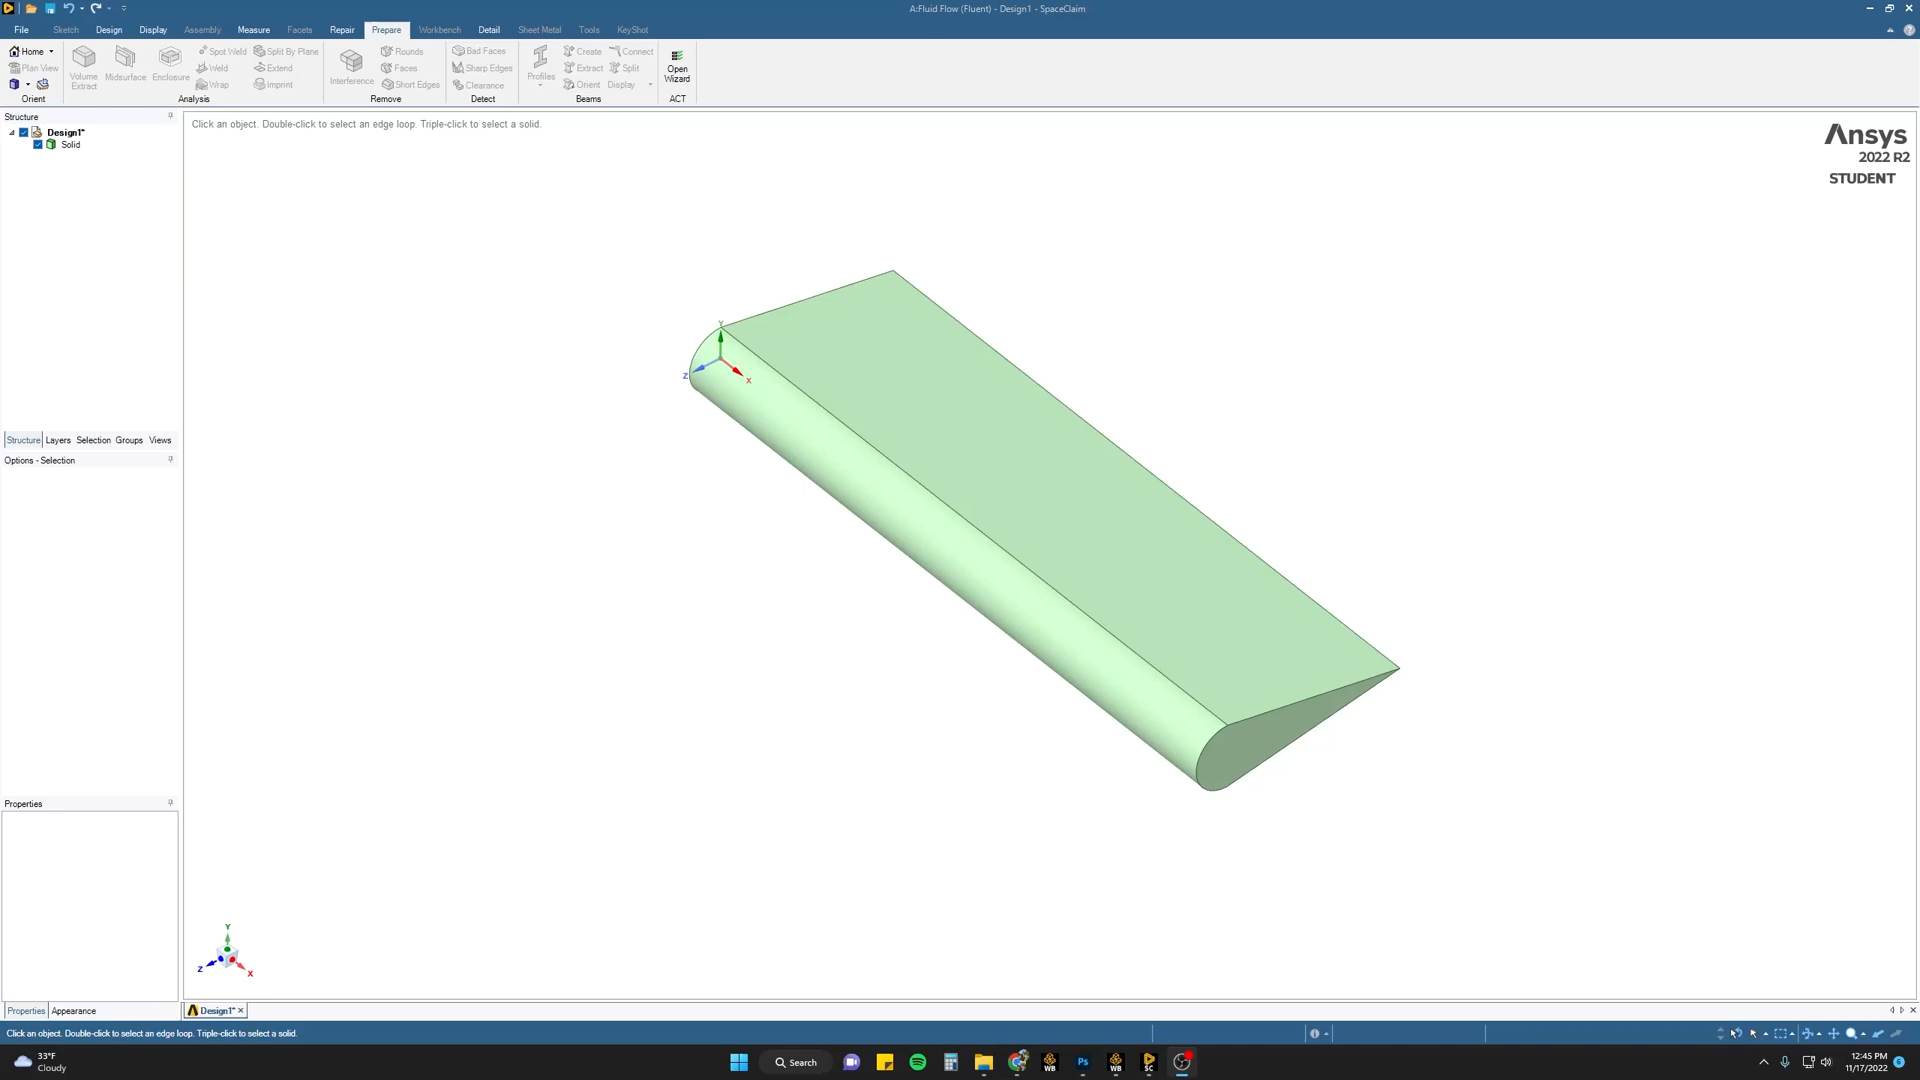 A:Fluid Flow (Fluent) - Design1 - SpaceClaim
File Sketch Design Display Assembly Measure Facets Repair Prepare Workbench Detail Sheet Metal Tools KeyShot
Home
Plan View
Orient
Volume Extract
Midsurface
Enclosure
Spot Weld
Weld
Wrap
Split By Plane
Extend
Imprint
Analysis
Interference
Rounds
Faces
Short Edges
Remove
Bad Faces
Sharp Edges
Clearance
Detect
Profiles
Create
Extract
Orient
Connect
Split
Display
Beams
Open Wizard
ACT
Structure
Design1*
Solid
Click an object. Double-click to select an edge loop. Triple-click to select a solid.
Ansys
2022 R2
STUDENT
Y
Z
X
Structure Layers Selection Groups Views
Options - Selection
Properties
Y
Z
X
Properties Appearance
Design1*
Click an object. Double-click to select an edge loop. Triple-click to select a solid.
33°F
Cloudy
Search
WB
Ps
WB
SC
12:45 PM
11/17/2022
6